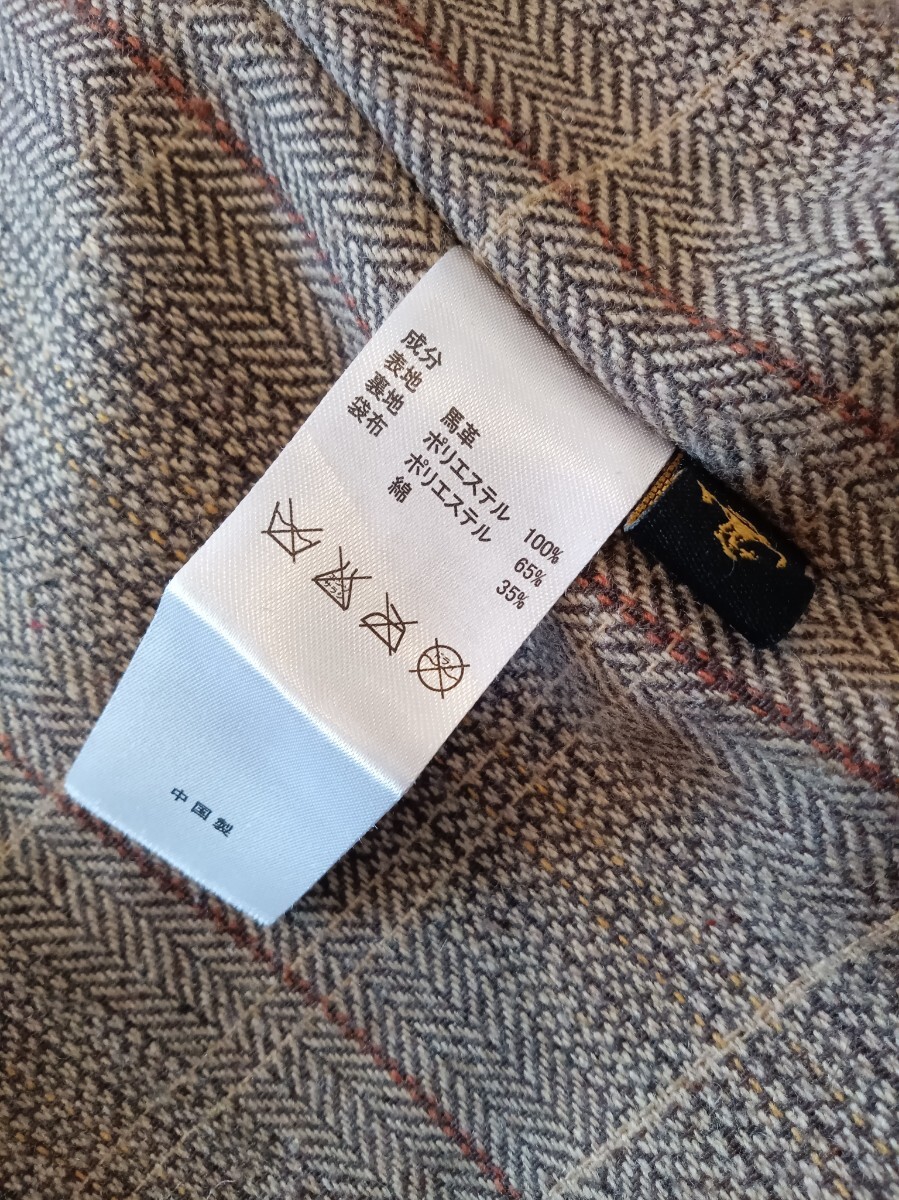 成分
表地 馬革
裏地 ポリエステル 100%
袋布 ポリエステル 65%
綿 35%
中国製